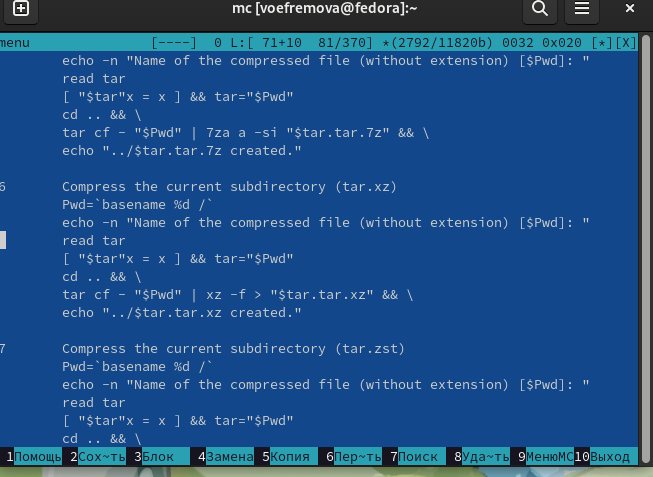 mc [voefremova@fedora]:~
menu [----] 0 L:[ 71+10 81/370] *(2792/11820b) 0032 0x020 [*][X]
echo -n "Name of the compressed file (without extension) [$Pwd]: "
read tar
[ "$tar"x = x ] && tar="$Pwd"
cd .. && \
tar cf - "$Pwd" | 7za a -si "$tar.tar.7z" && \
echo "../$tar.tar.7z created."
6 Compress the current subdirectory (tar.xz)
Pwd=`basename %d /`
echo -n "Name of the compressed file (without extension) [$Pwd]: "
read tar
[ "$tar"x = x ] && tar="$Pwd"
cd .. && \
tar cf - "$Pwd" | xz -f > "$tar.tar.xz" && \
echo "../$tar.tar.xz created."
7 Compress the current subdirectory (tar.zst)
Pwd=`basename %d /`
echo -n "Name of the compressed file (without extension) [$Pwd]: "
read tar
[ "$tar"x = x ] && tar="$Pwd"
cd .. && \
1Помощь 2Сох~ть 3Блок 4Замена 5Копия 6Пер~ть 7Поиск 8Уда~ть 9МенюMC 10Выход